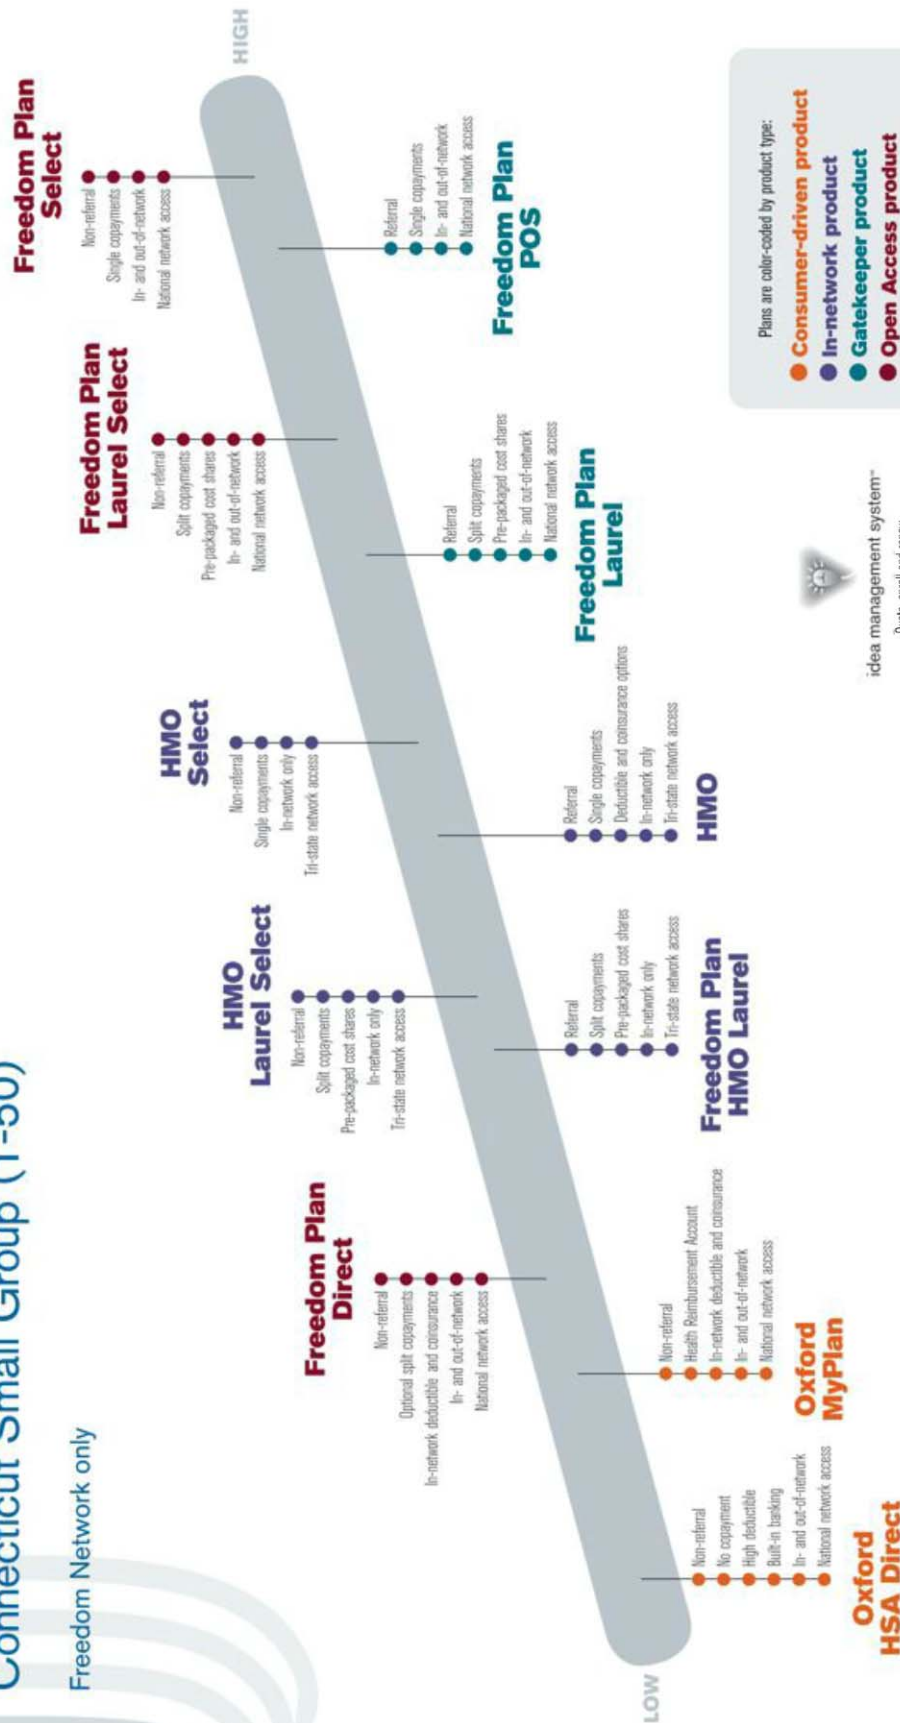 Connecticut Small Group (1-50)
Freedom Network only
LOW
HIGH
Oxford
HSA Direct
Non-referral
No copayment
High deductible
Built-in banking
In- and out-of-network
National network access
Oxford
MyPlan
Non-referral
Health Reimbursement Account
In-network deductible and coinsurance
In- and out-of-network
National network access
Freedom Plan
Direct
Non-referral
Optional split copayments
In-network deductible and coinsurance
In- and out-of-network
National network access
Freedom Plan
HMO Laurel
Referral
Split copayments
Pre-packaged cost shares
In-network only
Tri-state network access
HMO
Laurel Select
Non-referral
Split copayments
Pre-packaged cost shares
In-network only
Tri-state network access
HMO
Referral
Single copayments
Deductible and coinsurance options
In-network only
Tri-state network access
HMO
Select
Non-referral
Single copayments
In-network only
Tri-state network access
Freedom Plan
Laurel
Referral
Split copayments
Pre-packaged cost shares
In- and out-of-network
National network access
Freedom Plan
Laurel Select
Non-referral
Split copayments
Pre-packaged cost shares
In- and out-of-network
National network access
Freedom Plan
POS
Referral
Single copayments
In- and out-of-network
National network access
Freedom Plan
Select
Non-referral
Single copayments
In- and out-of-network
National network access
idea management system
Plans are color-coded by product type:
Consumer-driven product
In-network product
Gatekeeper product
Open Access product